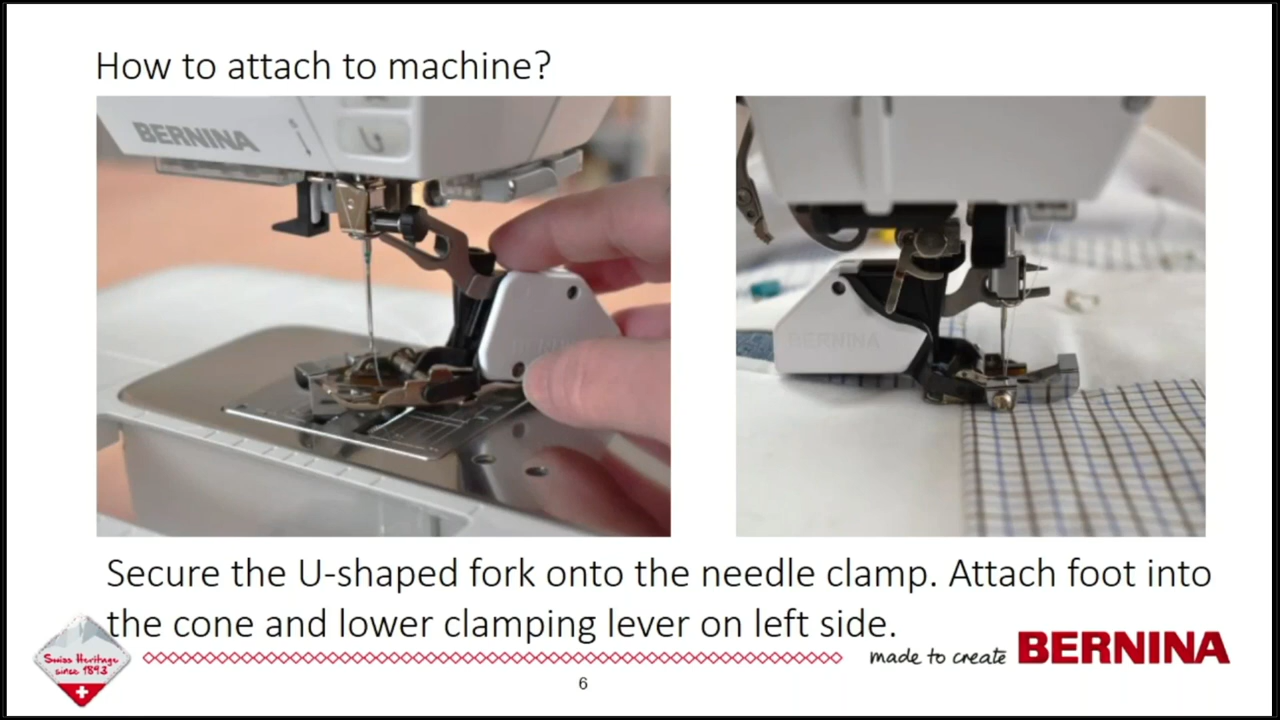 How to attach to machine?
BERNINA
BERNINA
Secure the U-shaped fork onto the needle clamp. Attach foot into
the cone and lower clamping lever on left side.
Swiss Heritage
since 1893
made to create BERNINA
6